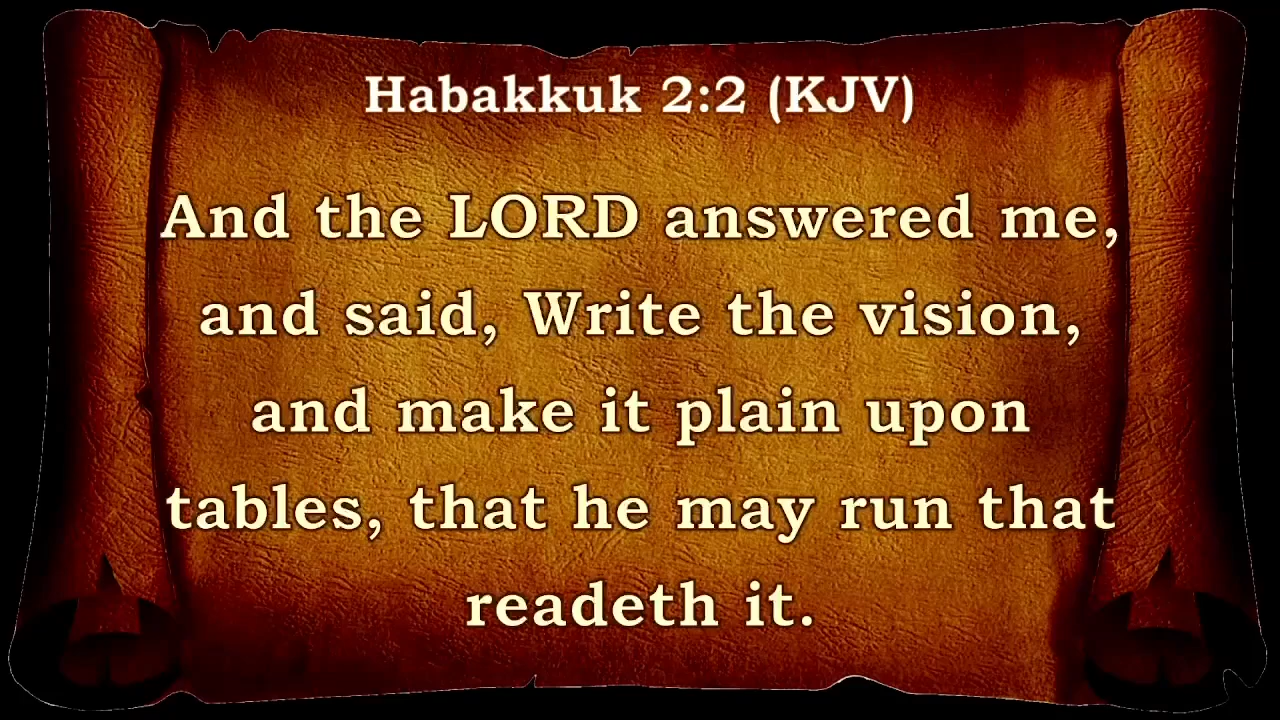 Habakkuk 2:2 (KJV)
And the LORD answered me,
and said, Write the vision,
and make it plain upon
tables, that he may run that
readeth it.